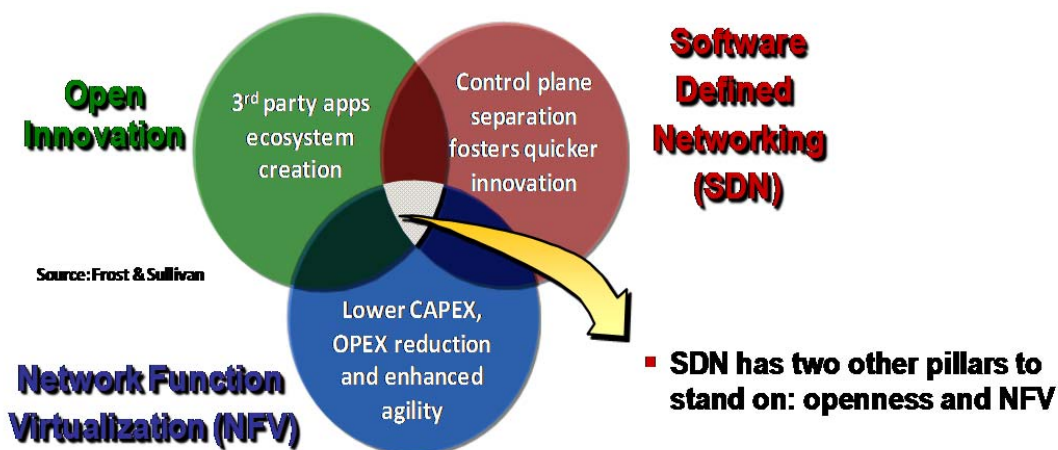 Open
Innovation
3rd party apps
ecosystem
creation
Control plane
separation
fosters quicker
innovation
Software
Defined
Networking
(SDN)
Source: Frost & Sullivan
Lower CAPEX,
OPEX reduction
and enhanced
agility
Network Function
Virtualization (NFV)
▪ SDN has two other pillars to
stand on: openness and NFV